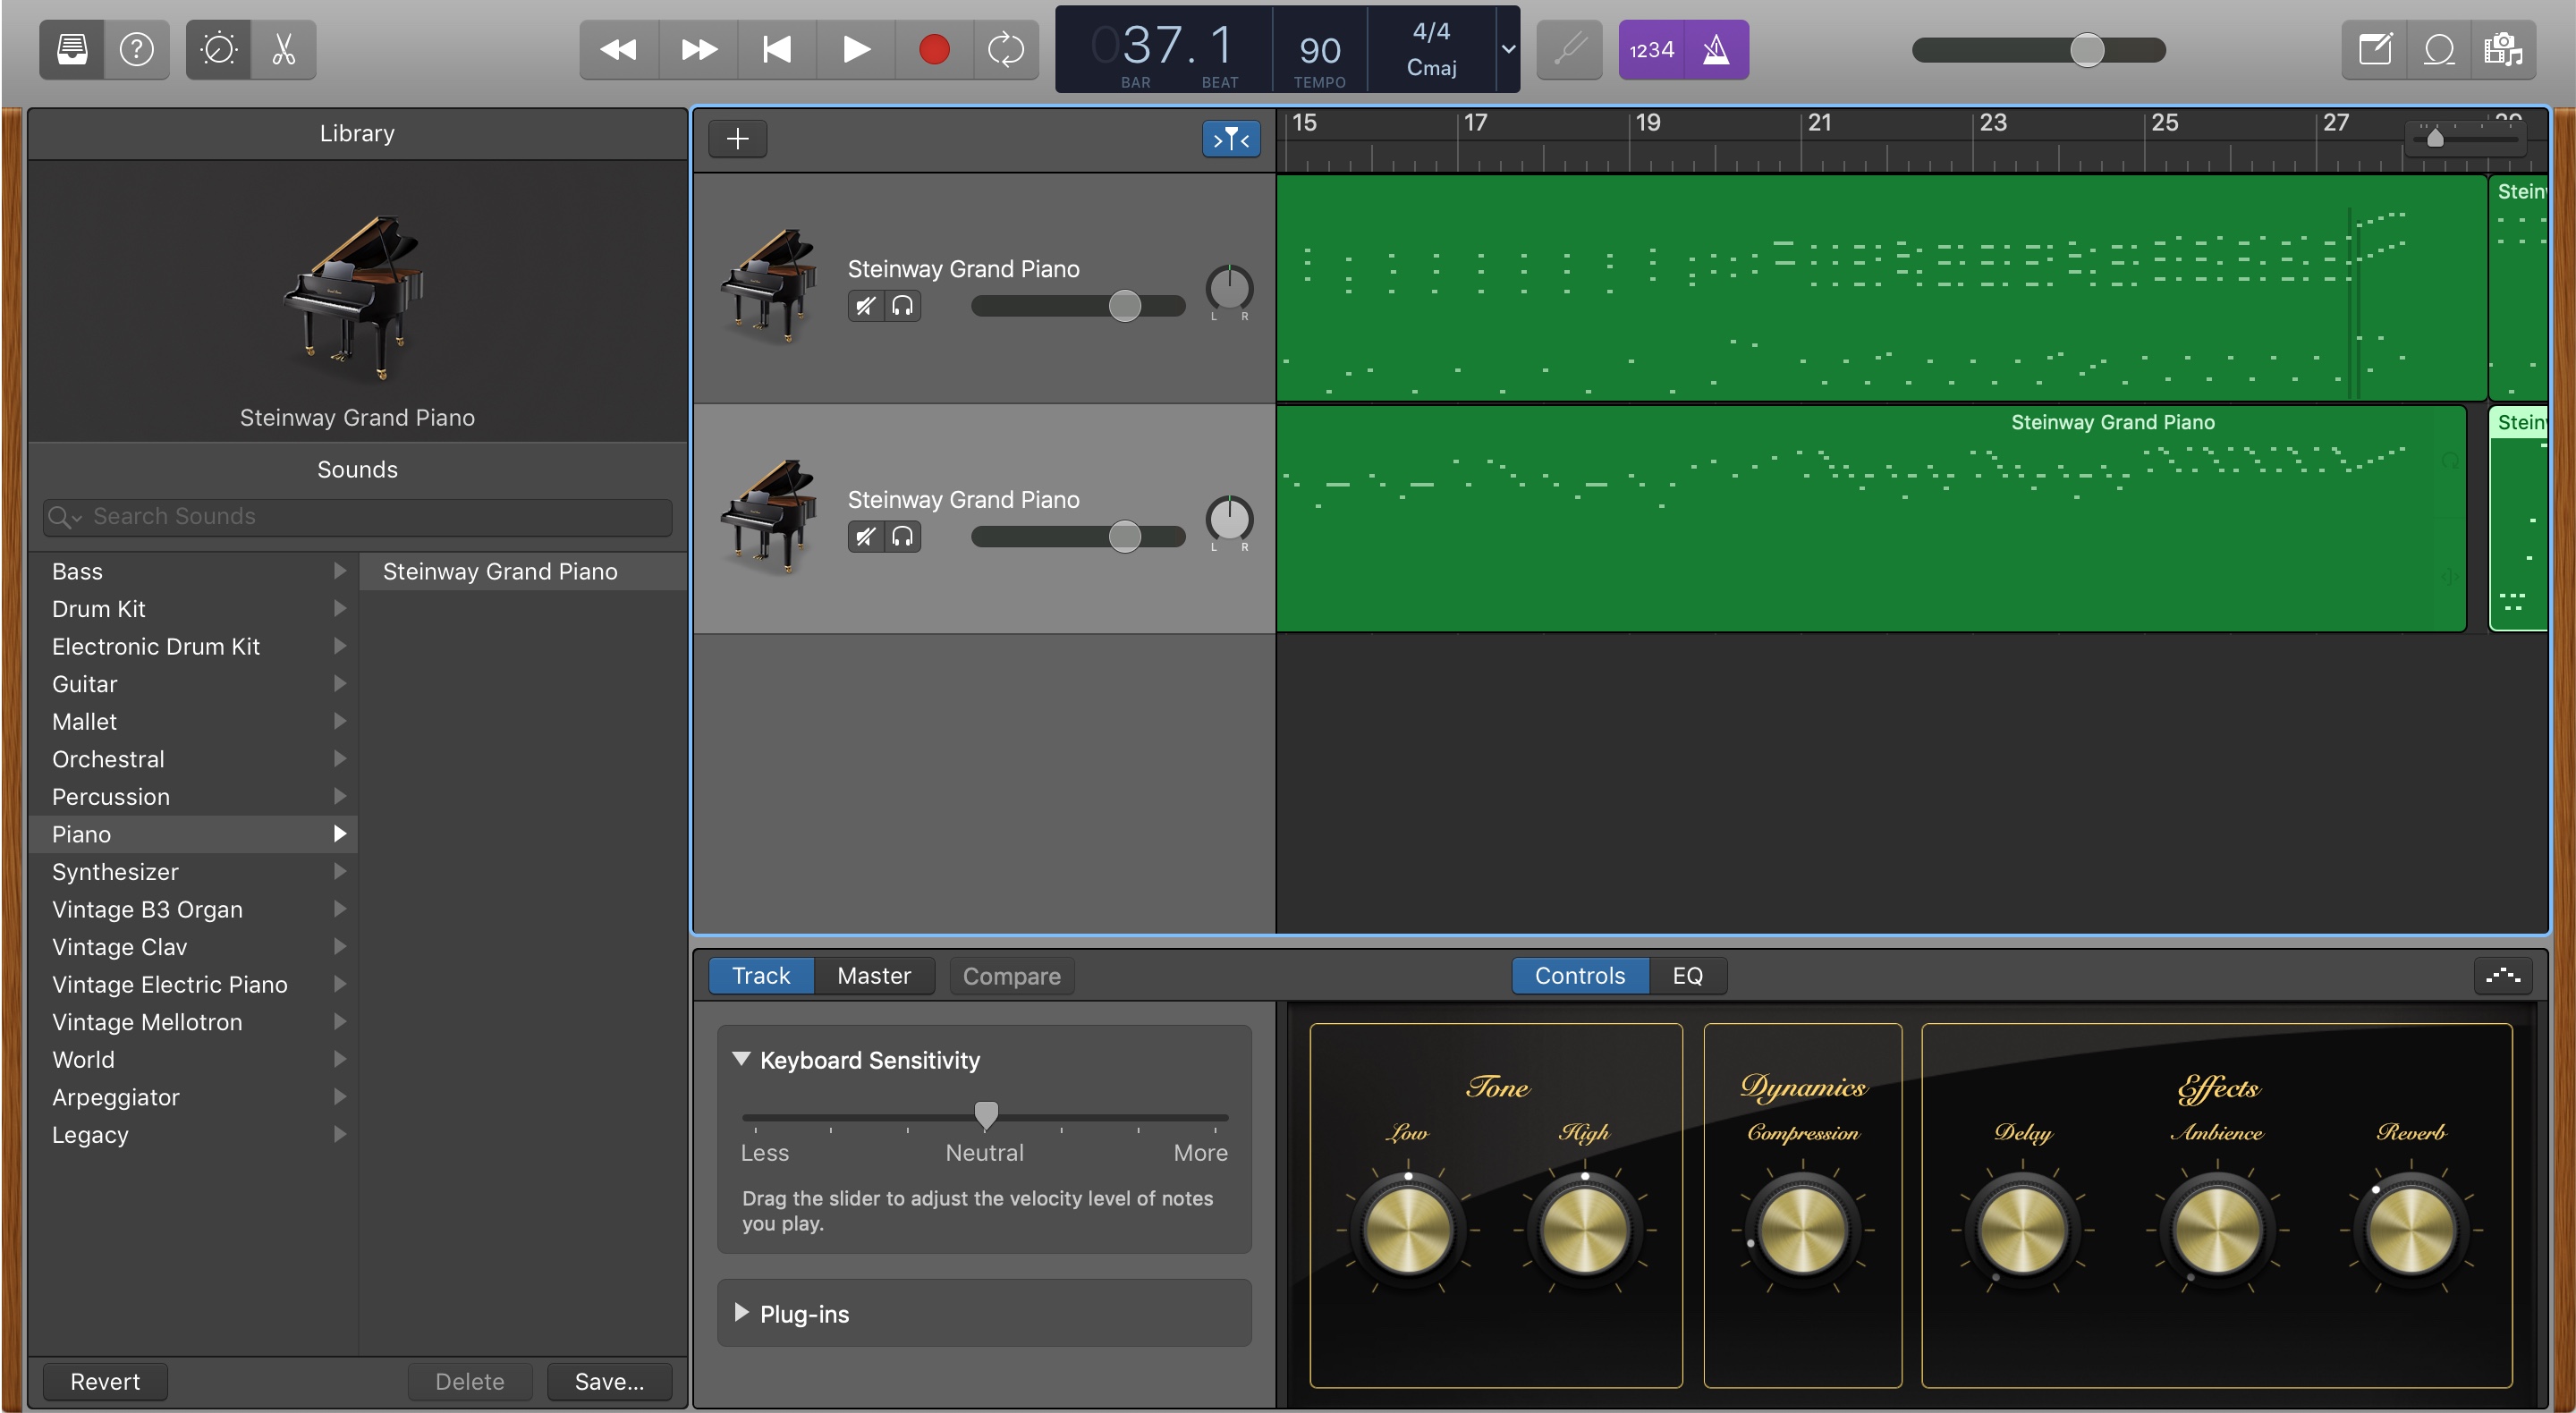 037. 1
BAR
BEAT
90
TEMPO
4/4
Cmaj
1234
Library
Steinway Grand Piano
Sounds
Search Sounds
Bass
Drum Kit
Electronic Drum Kit
Guitar
Mallet
Orchestral
Percussion
Piano
Synthesizer
Vintage B3 Organ
Vintage Clav
Vintage Electric Piano
Vintage Mellotron
World
Arpeggiator
Legacy
Steinway Grand Piano
Revert
Delete
Save...
15 17 19 21 23 25 27
Steinway Grand Piano
L R
Steinway Grand Piano
L R
Stein
Steinway Grand Piano
Stein
Track
Master
Compare
Controls
EQ
Keyboard Sensitivity
Less
Neutral
More
Drag the slider to adjust the velocity level of notes
you play.
Plug-ins
Tone
Low
High
Dynamics
Compression
Effects
Delay
Ambience
Reverb